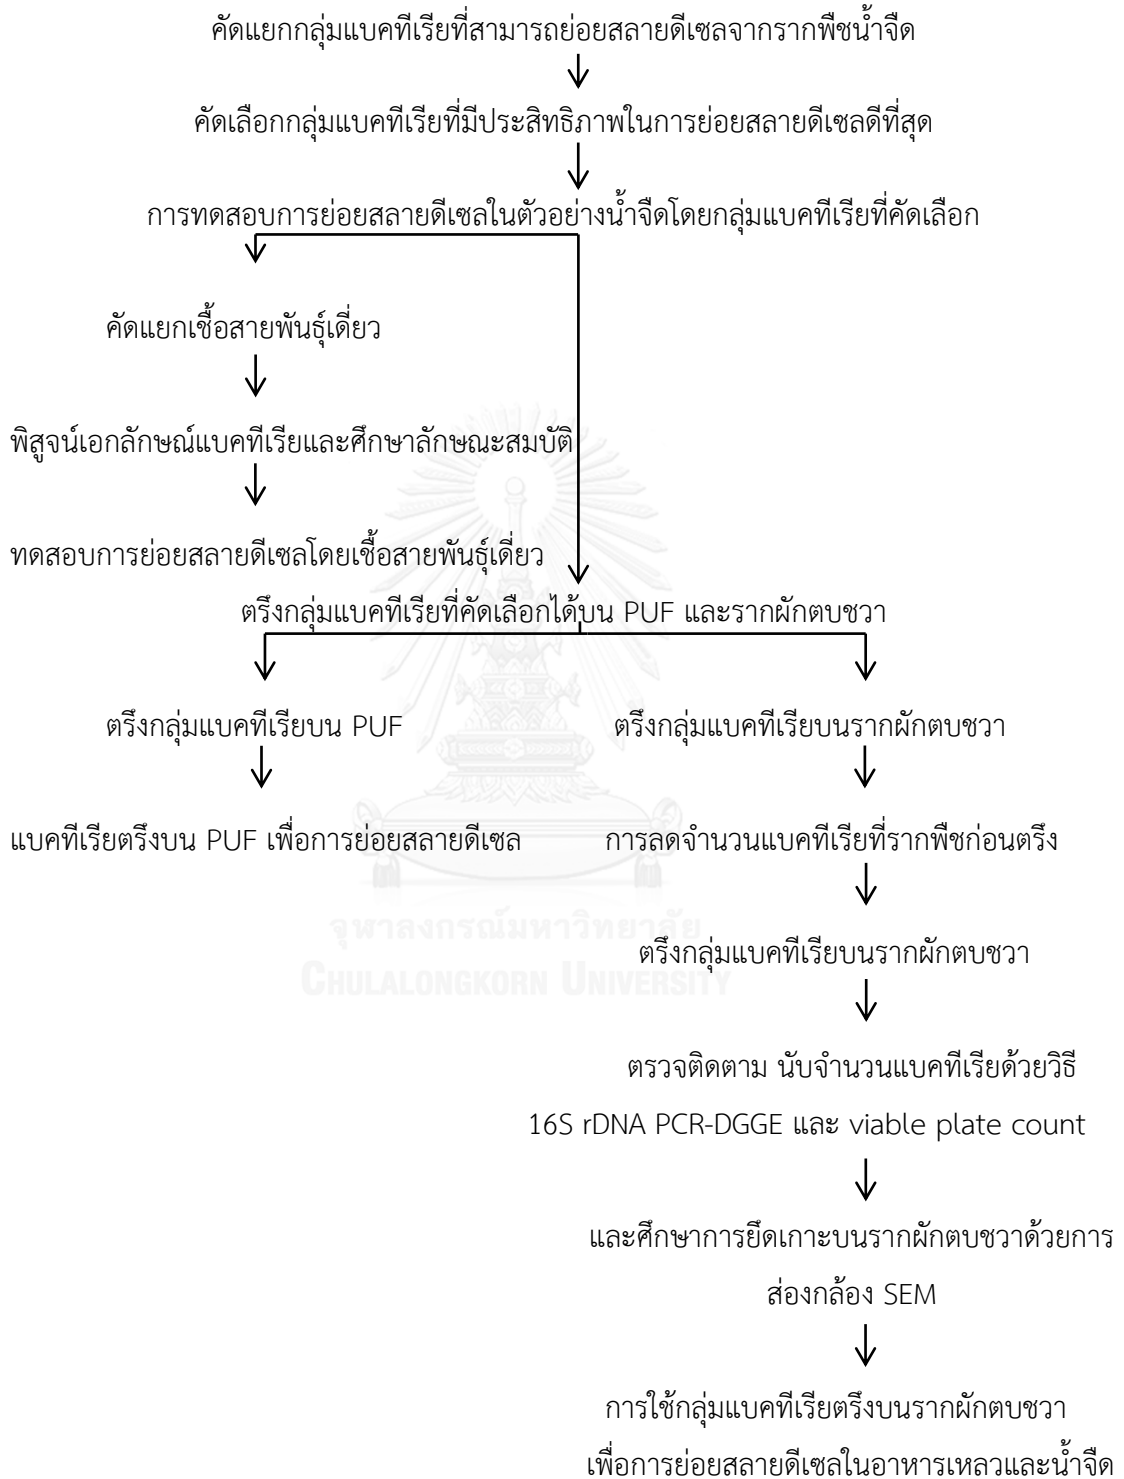 คัดแยกกลุ่มแบคทีเรียที่สามารถย่อยสลายดีเซลจากรากพืชน้ำจืด
คัดเลือกกลุ่มแบคทีเรียที่มีประสิทธิภาพในการย่อยสลายดีเซลดีที่สุด
การทดสอบการย่อยสลายดีเซลในตัวอย่างน้ำจืดโดยกลุ่มแบคทีเรียที่คัดเลือก
คัดแยกเชื้อสายพันธุ์เดี่ยว
พิสูจน์เอกลักษณ์แบคทีเรียและศึกษาลักษณะสมบัติ
ทดสอบการย่อยสลายดีเซลโดยเชื้อสายพันธุ์เดี่ยว
ตรึงกลุ่มแบคทีเรียที่คัดเลือกได้บน PUF และรากผักตบชวา
ตรึงกลุ่มแบคทีเรียบน PUF
แบคทีเรียตรึงบน PUF เพื่อการย่อยสลายดีเซล
ตรึงกลุ่มแบคทีเรียบนรากผักตบชวา
การลดจำนวนแบคทีเรียที่รากพืชก่อนตรึง
ตรึงกลุ่มแบคทีเรียบนรากผักตบชวา
ตรวจติดตาม นับจำนวนแบคทีเรียด้วยวิธี
16S rDNA PCR-DGGE และ viable plate count
และศึกษาการยึดเกาะบนรากผักตบชวาด้วยการ
ส่องกล้อง SEM
การใช้กลุ่มแบคทีเรียตรึงบนรากผักตบชวา
เพื่อการย่อยสลายดีเซลในอาหารเหลวและน้ำจืด
จุฬาลงกรณ์มหาวิทยาลัย
CHULALONGKORN UNIVERSITY